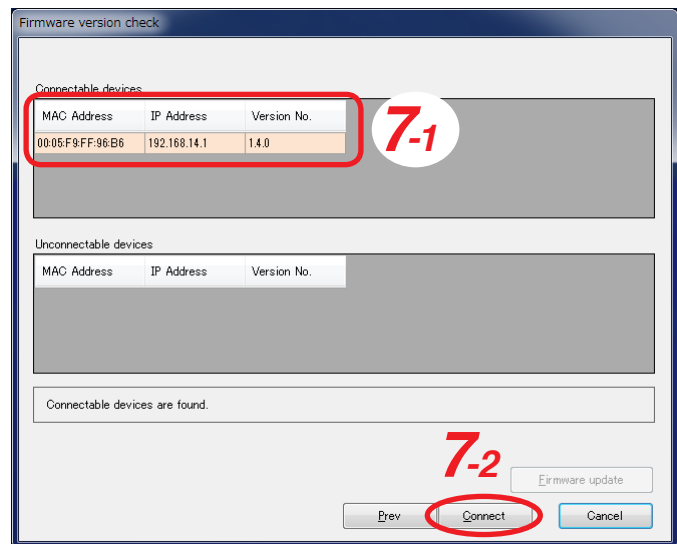 Firmware version check
Connectable devices
MAC Address IP Address Version No.
00:05:F9:FF:96:B6 192.168.14.1 1.4.0
7-1
Unconnectable devices
MAC Address IP Address Version No.
Connectable devices are found.
7-2
Firmware update
Prev Connect Cancel